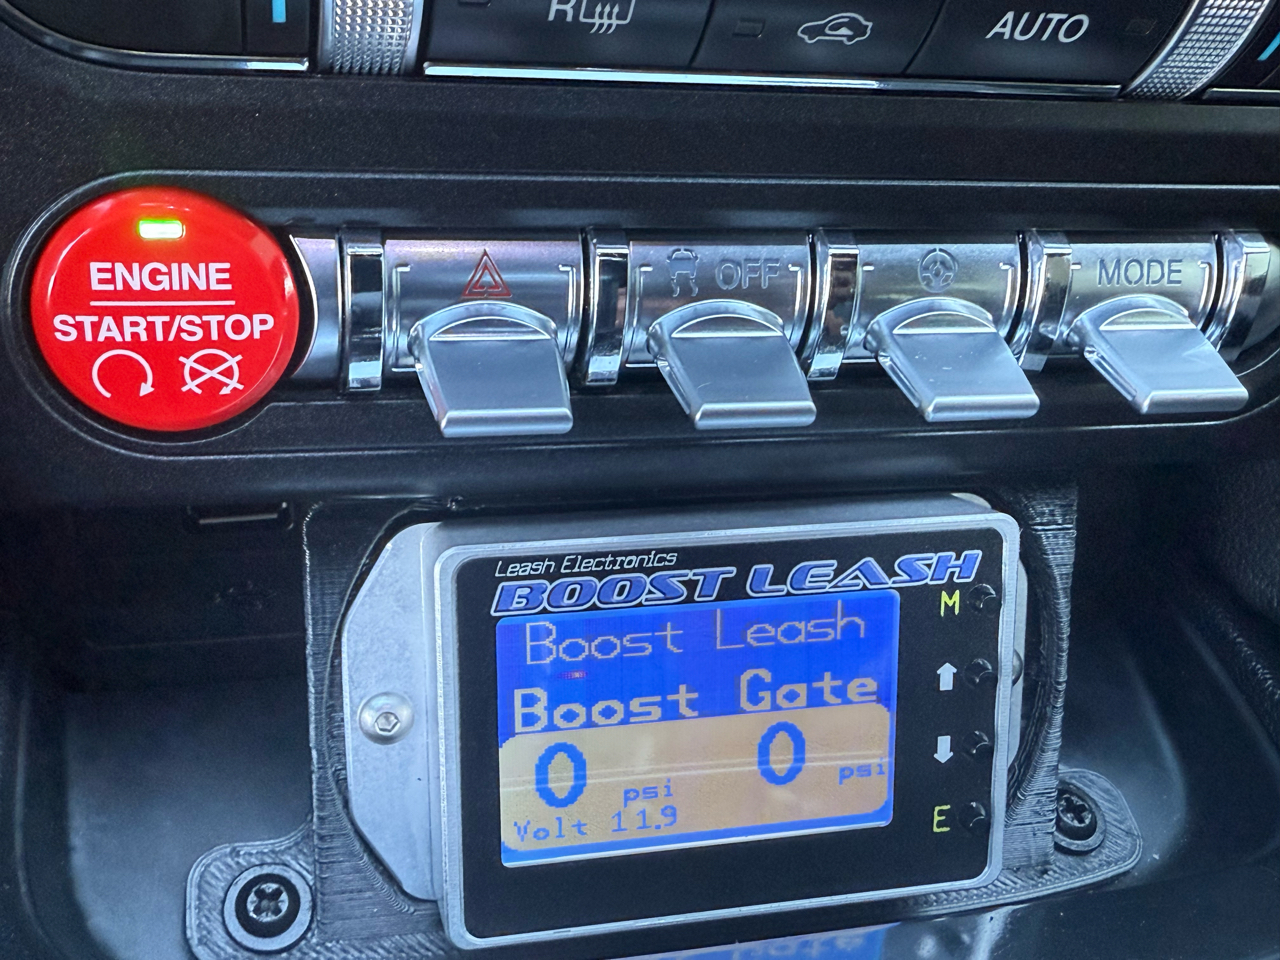 R
AUTO
ENGINE
START/STOP
OFF
MODE
Leash Electronics
BOOST LEASH
M
E
Boost Leash
Boost Gate
0 psi 0 psi
Volt 11.9